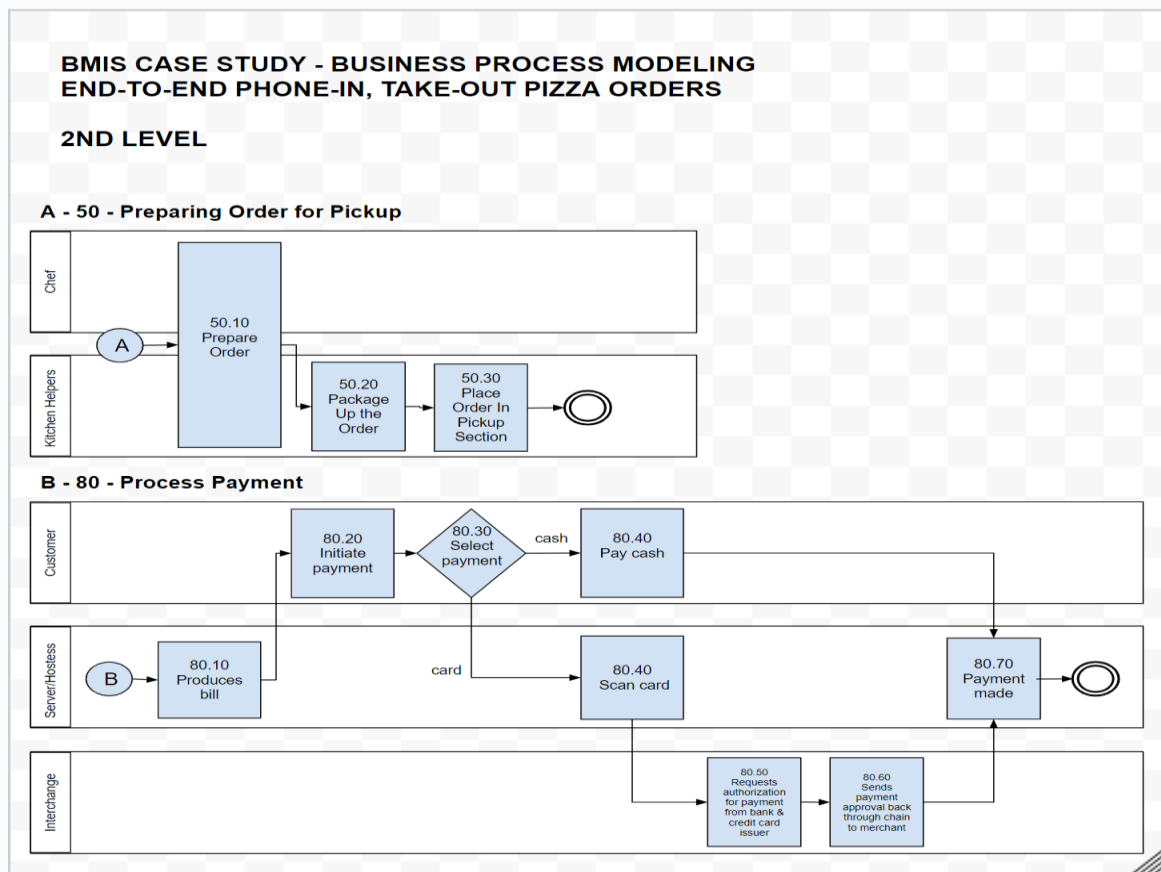 BMIS CASE STUDY - BUSINESS PROCESS MODELING
END-TO-END PHONE-IN, TAKE-OUT PIZZA ORDERS
2ND LEVEL
A - 50 - Preparing Order for Pickup
Chef
A
50.10
Prepare
Order
Kitchen Helpers
50.20
Package
Up the
Order
50.30
Place
Order In
Pickup
Section
B - 80 - Process Payment
Customer
80.20
Initiate
payment
80.30
Select
payment
cash
80.40
Pay cash
Server/Hostess
B
80.10
Produces
bill
card
80.40
Scan card
80.70
Payment
made
Interchange
80.50
Requests
authorization
for payment
from bank &
credit card
issuer
80.60
Sends
payment
approval back
through chain
to merchant